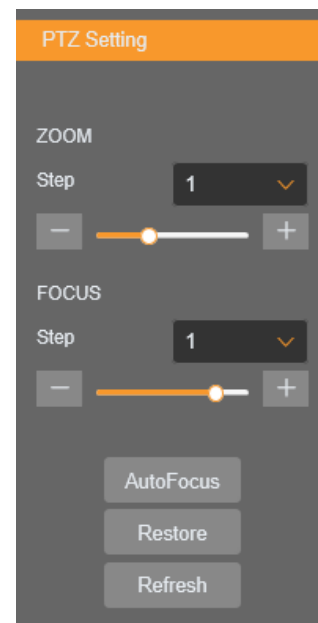 PTZ Setting
ZOOM
Step 1
− +
FOCUS
Step 1
− +
AutoFocus
Restore
Refresh